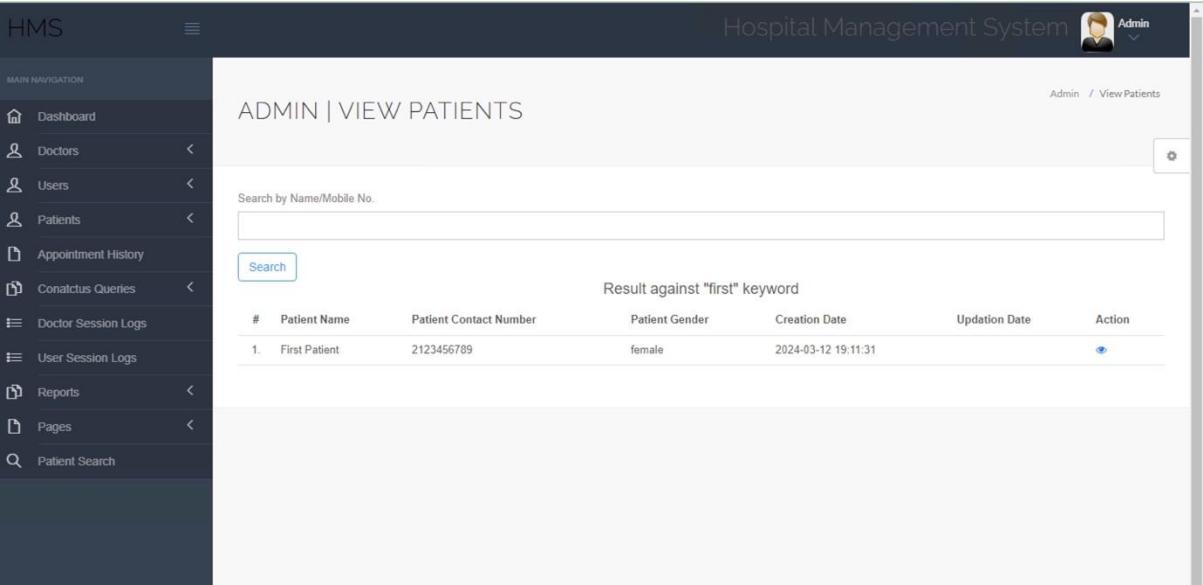 HMS
Hospital Management System
Admin
MAIN NAVIGATION
Dashboard
Doctors
Users
Patients
Appointment History
Conatctus Queries
Doctor Session Logs
User Session Logs
Reports
Pages
Patient Search
ADMIN | VIEW PATIENTS
Admin / View Patients
Search by Name/Mobile No.
Search
Result against "first" keyword
# Patient Name Patient Contact Number Patient Gender Creation Date Updation Date Action
1. First Patient 2123456789 female 2024-03-12 19:11:31